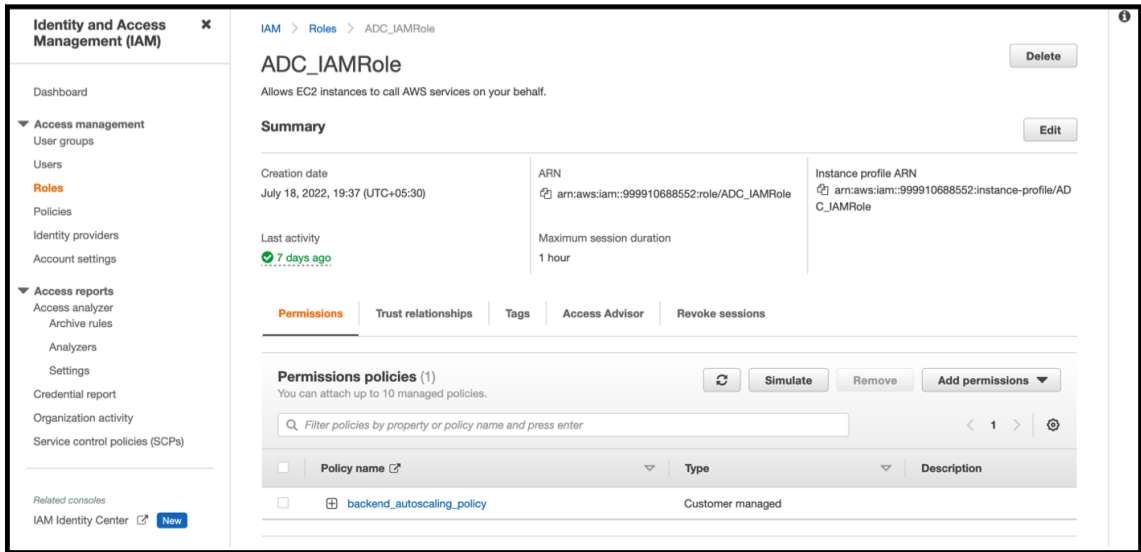 Identity and Access
Management (IAM)
Dashboard
Access management
User groups
Users
Roles
Policies
Identity providers
Account settings
Access reports
Access analyzer
Archive rules
Analyzers
Settings
Credential report
Organization activity
Service control policies (SCPs)
Related consoles
IAM Identity Center New
IAM > Roles > ADC_IAMRole
ADC_IAMRole
Delete
Allows EC2 instances to call AWS services on your behalf.
Summary
Edit
Creation date
July 18, 2022, 19:37 (UTC+05:30)
ARN
arn:aws:iam::999910688552:role/ADC_IAMRole
Instance profile ARN
arn:aws:iam::999910688552:instance-profile/AD
C_IAMRole
Last activity
7 days ago
Maximum session duration
1 hour
Permissions Trust relationships Tags Access Advisor Revoke sessions
Permissions policies (1)
You can attach up to 10 managed policies.
Simulate Remove Add permissions
Filter policies by property or policy name and press enter
1
Policy name Type Description
backend_autoscaling_policy Customer managed